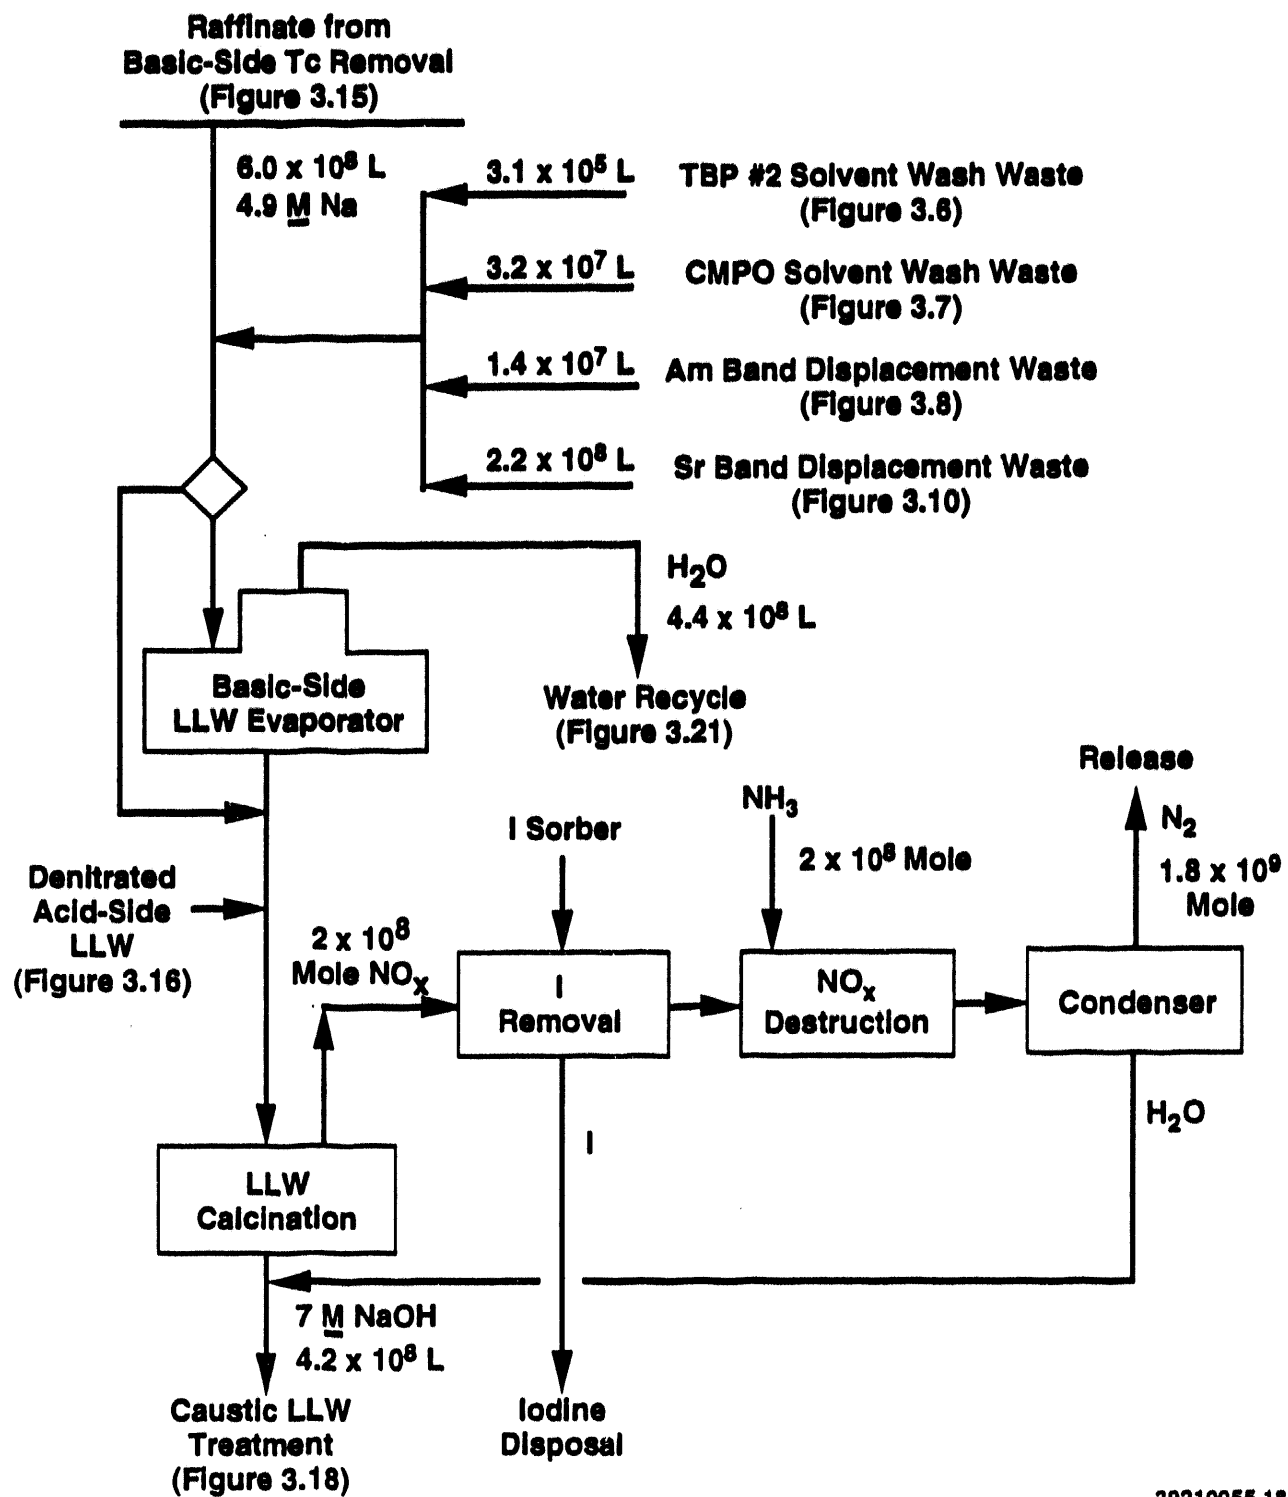 Raffinate from
Basic-Side Tc Removal
(Figure 3.15)
6.0 x 10⁸ L
4.9 M Na
3.1 x 10⁵ L
TBP #2 Solvent Wash Waste
(Figure 3.6)
3.2 x 10⁷ L
CMPO Solvent Wash Waste
(Figure 3.7)
1.4 x 10⁷ L
Am Band Displacement Waste
(Figure 3.8)
2.2 x 10⁸ L
Sr Band Displacement Waste
(Figure 3.10)
H₂O
4.4 x 10⁸ L
Basic-Side
LLW Evaporator
Water Recycle
(Figure 3.21)
Release
N₂
1.8 x 10⁹
Mole
NH₃
2 x 10⁸ Mole
I Sorber
Denitrated
Acid-Side
LLW
(Figure 3.16)
2 x 10⁸
Mole NOₓ
I
Removal
NOₓ
Destruction
Condenser
H₂O
I
LLW
Calcination
7 M NaOH
4.2 x 10⁸ L
Caustic LLW
Treatment
(Figure 3.18)
Iodine
Disposal